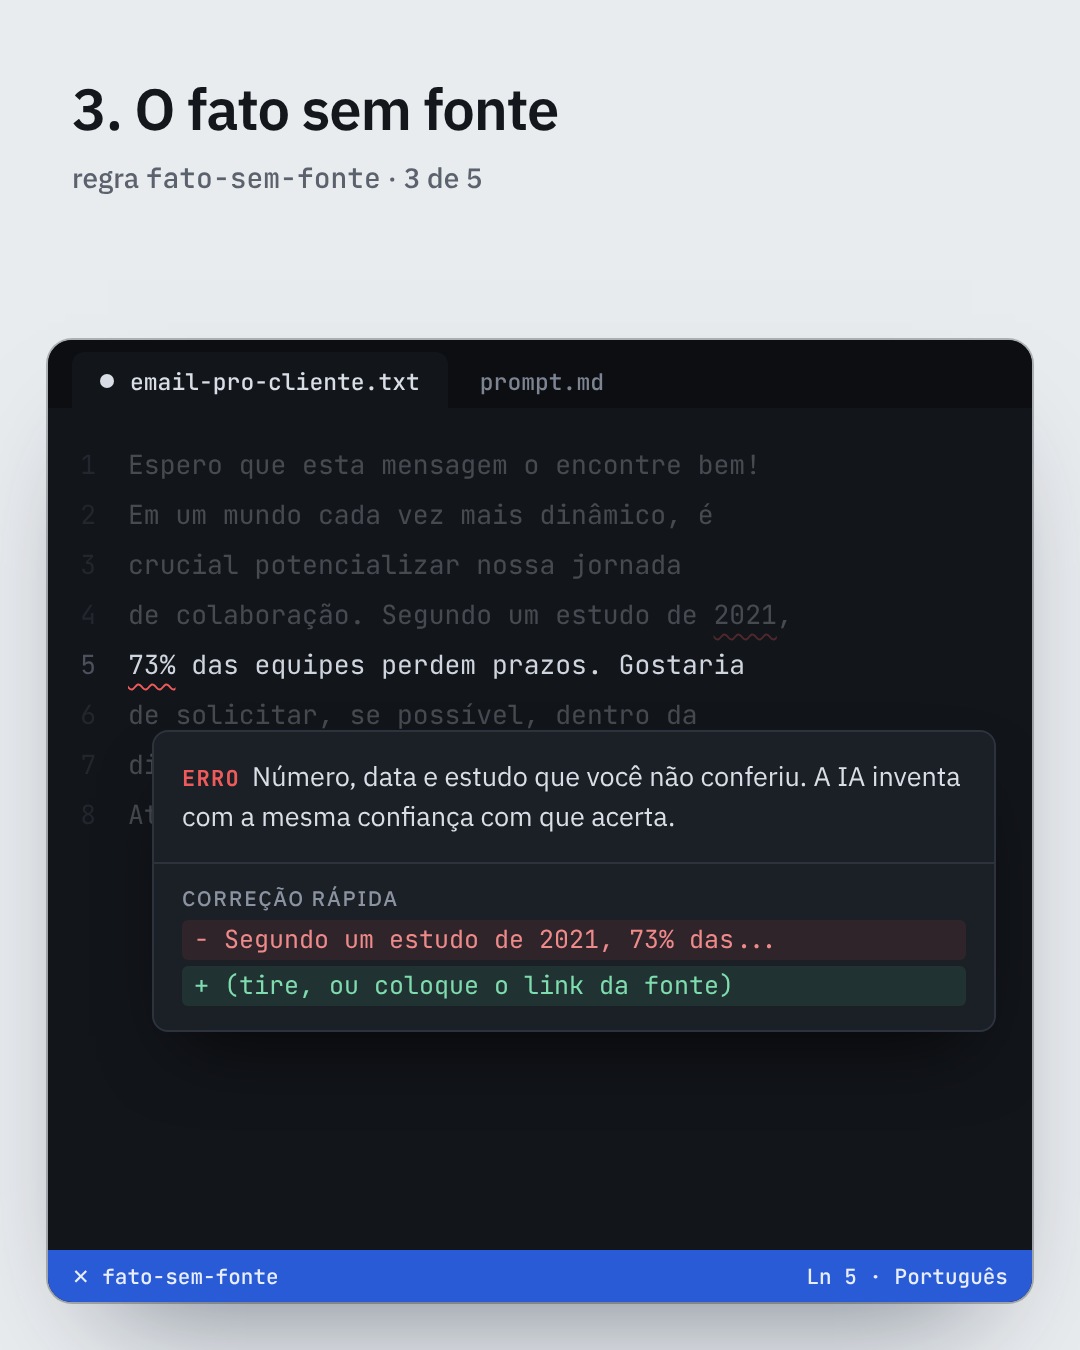 3. O fato sem fonte
regra fato-sem-fonte · 3 de 5
email-pro-cliente.txt
prompt.md
1 Espero que esta mensagem o encontre bem!
2 Em um mundo cada vez mais dinâmico, é
3 crucial potencializar nossa jornada
4 de colaboração. Segundo um estudo de 2021,
5 73% das equipes perdem prazos. Gostaria
6 de solicitar, se possível, dentro da
7
8
ERRO Número, data e estudo que você não conferiu. A IA inventa
com a mesma confiança com que acerta.
CORREÇÃO RÁPIDA
- Segundo um estudo de 2021, 73% das...
+ (tire, ou coloque o link da fonte)
× fato-sem-fonte
Ln 5 · Português